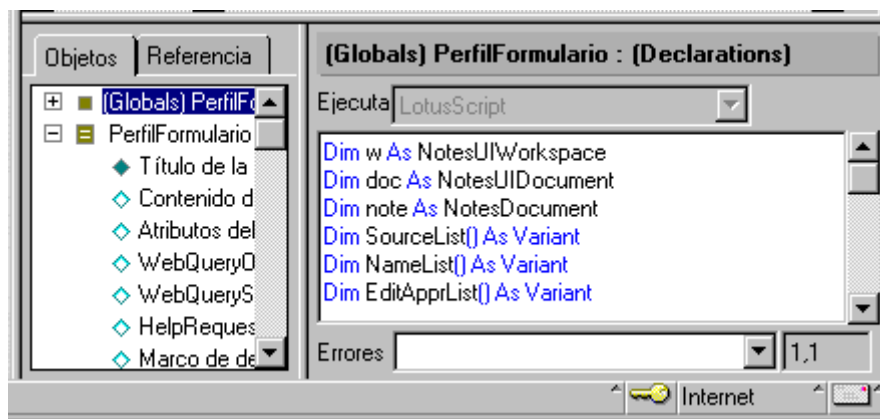 Objetos Referencia
(Globals) PerfilFo
PerfilFormulario
Título de la
Contenido d
Atributos del
WebQueryO
WebQueryS
HelpReques
Marco de de
(Globals) PerfilFormulario : (Declarations)
Ejecuta LotusScript
Dim w As NotesUIWorkspace
Dim doc As NotesUIDocument
Dim note As NotesDocument
Dim SourceList() As Variant
Dim NameList() As Variant
Dim EditApprList() As Variant
Errores 1,1
Internet